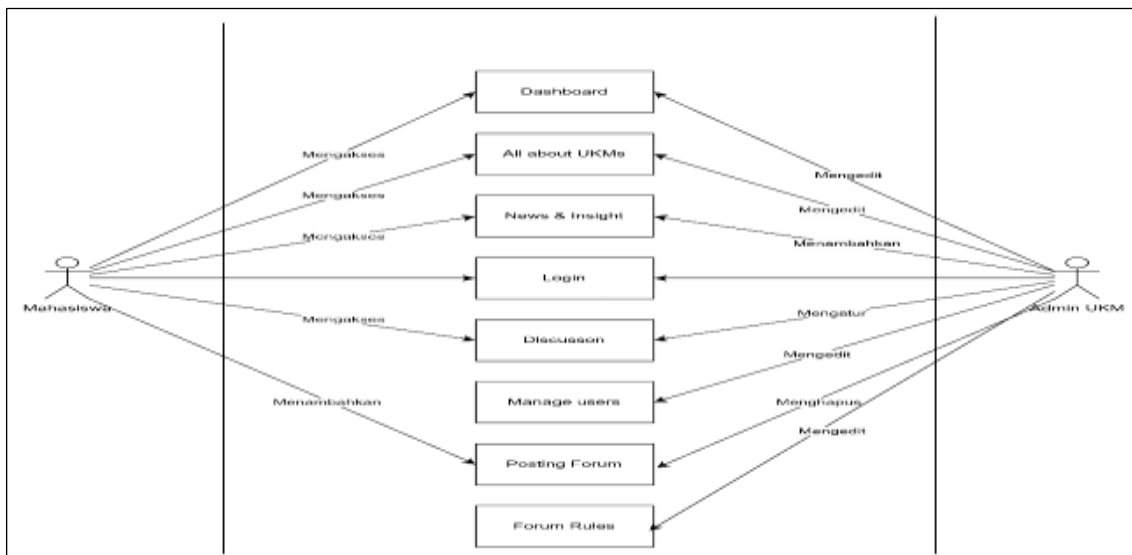 Dashboard
Mengakses
All about UKMs
Mengedit
Mengakses
Mengedit
News & Insight
Mengakses
Menambahkan
Login
Mahasiswa
Admin UKM
Mengakses
Mengatur
Discusson
Mengedit
Manage users
Menambahkan
Menghapus
Mengedit
Posting Forum
Forum Rules